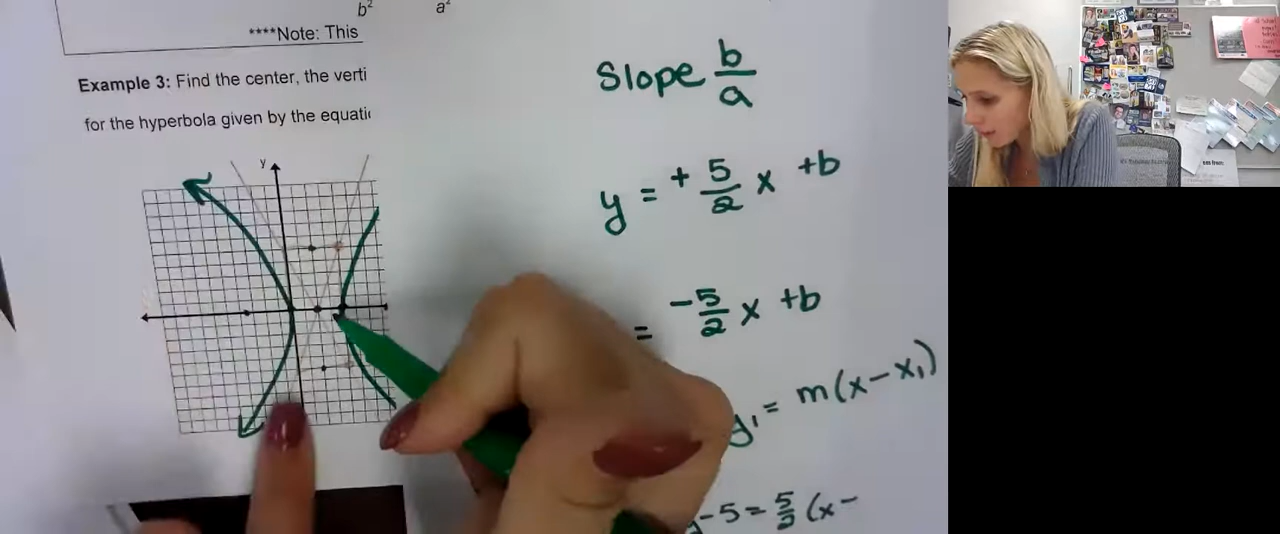 b² a²
****Note: This
Example 3: Find the center, the verti
for the hyperbola given by the equati
y
Slope b/a
y = + 5/2 x + b
= -5/2 x + b
y₁ = m(x - x₁)
-5 = 5/2 (x -